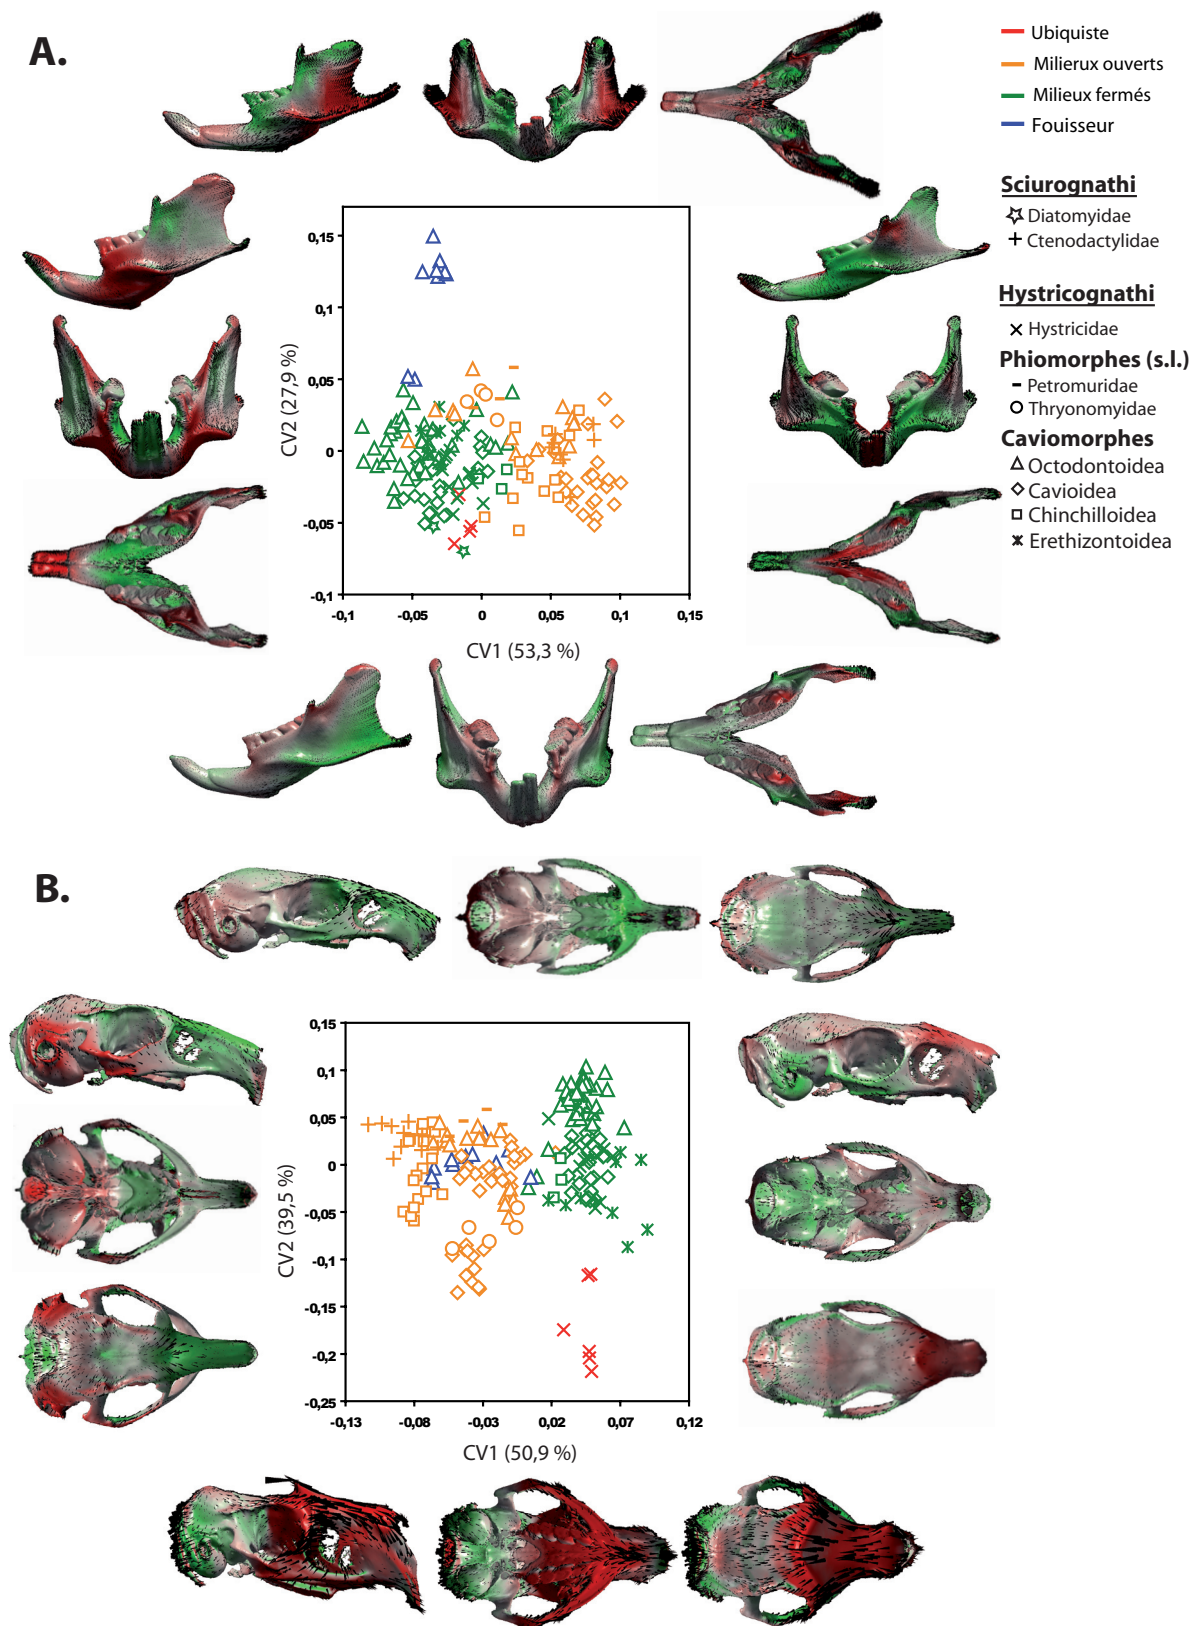 A.
Ubiquiste
Milierux ouverts
Milieux fermés
Fouisseur
Sciurognathi
Diatomyidae
Ctenodactylidae
Hystricognathi
Hystricidae
Phiomorphes (s.l.)
Petromuridae
Thryonomyidae
Caviomorphes
Octodontoidea
Cavioidea
Chinchilloidea
Erethizontoidea
CV2 (27,9 %)
0,15
0,1
0,05
0
-0,05
-0,1
-0,1 -0,05 0 0,05 0,1 0,15
CV1 (53,3 %)
B.
CV2 (39,5 %)
0,15
0,1
0,05
0
-0,05
-0,1
-0,15
-0,2
-0,25
-0,13 -0,08 -0,03 0,02 0,07 0,12
CV1 (50,9 %)